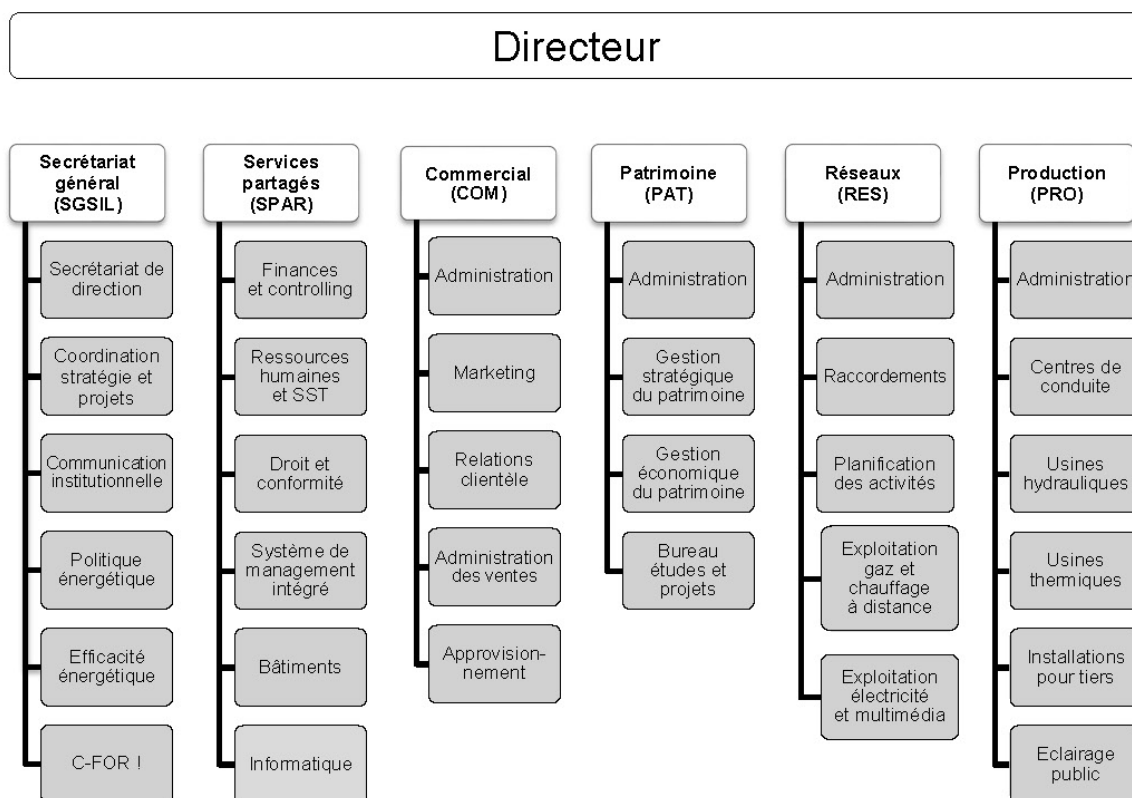 Directeur
Secrétariat
général
(SGSIL)
Secrétariat de
direction
Coordination
stratégie et
projets
Communication
institutionnelle
Politique
énergétique
Efficacité
énergétique
C-FOR !
Services
partagés
(SPAR)
Finances
et controlling
Ressources
humaines
et SST
Droit et
conformité
Système de
management
intégré
Bâtiments
Informatique
Commercial
(COM)
Administration
Marketing
Relations
clientèle
Administration
des ventes
Approvision-
nement
Patrimoine
(PAT)
Administration
Gestion
stratégique
du patrimoine
Gestion
économique
du patrimoine
Bureau
études et
projets
Réseaux
(RES)
Administration
Raccordements
Planification
des activités
Exploitation
gaz et
chauffage
à distance
Exploitation
électricité
et multimédia
Production
(PRO)
Administration
Centres de
conduite
Usines
hydrauliques
Usines
thermiques
Installations
pour tiers
Eclairage
public